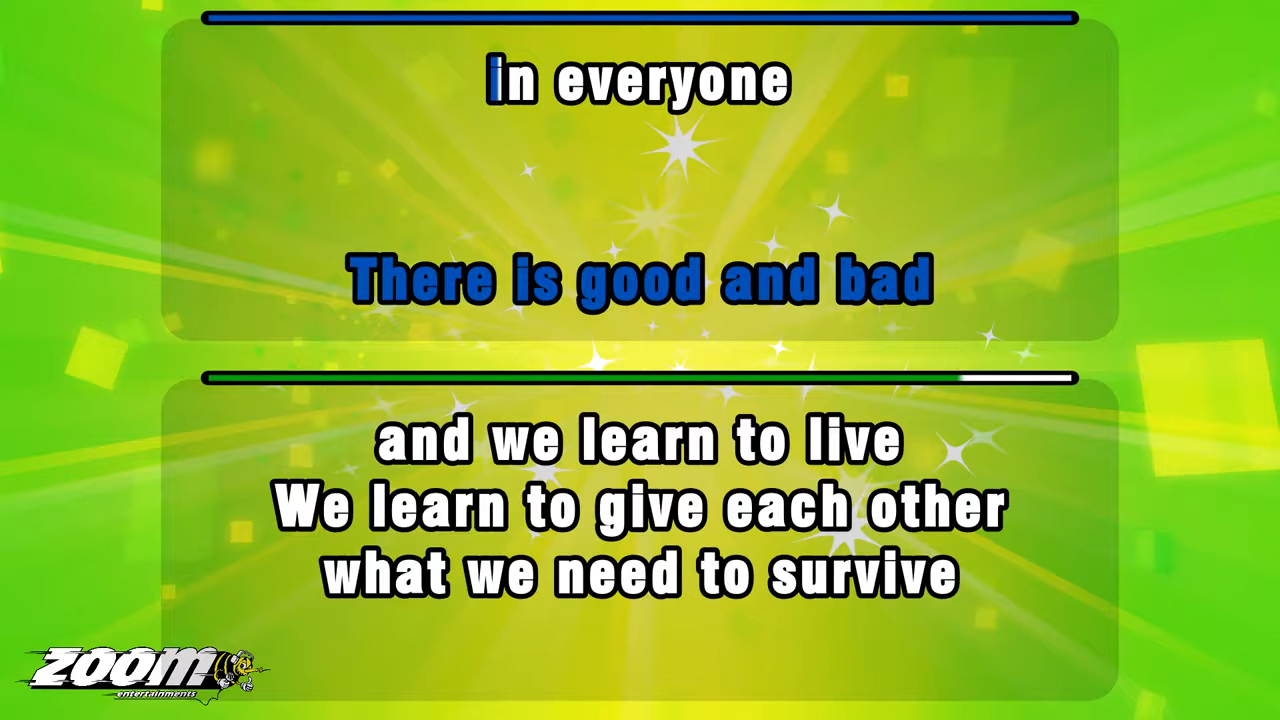 in everyone
There is good and bad
and we learn to live
We learn to give each other
what we need to survive
zoom
entertainments